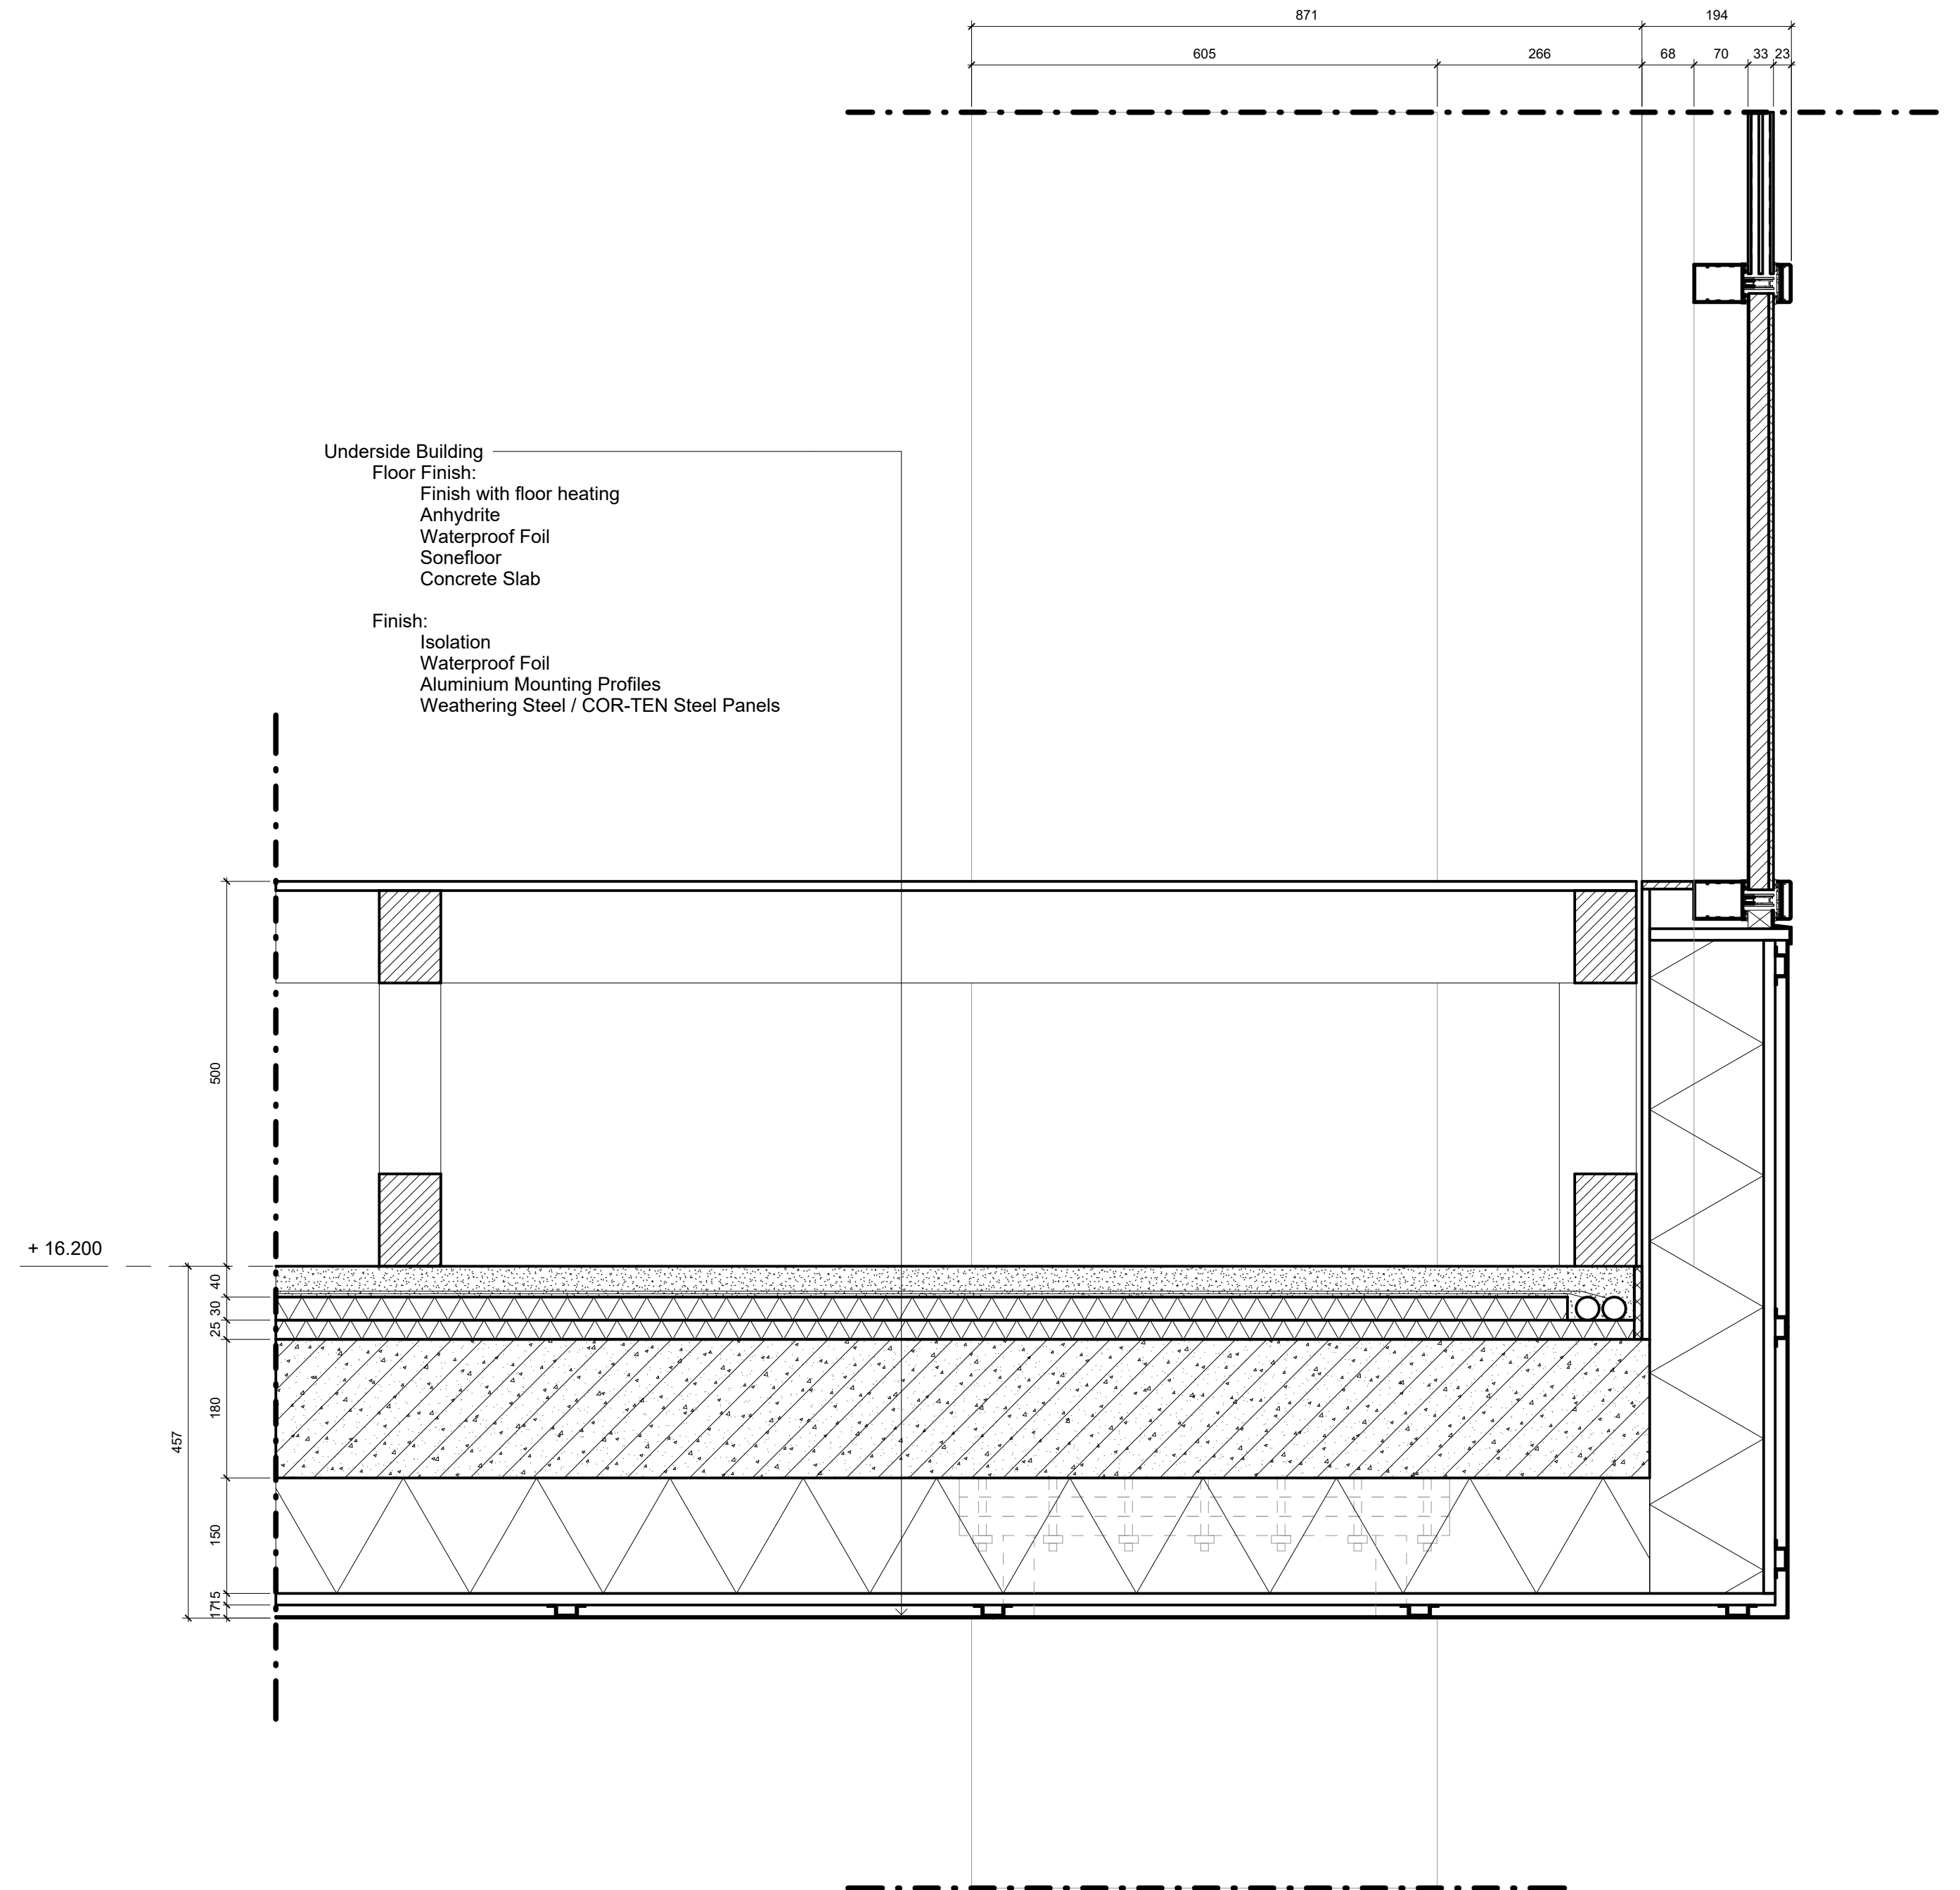 871
194
605
266
68
70
33
23
Underside Building
Floor Finish:
Finish with floor heating
Anhydrite
Waterproof Foil
Sonefloor
Concrete Slab
Finish:
Isolation
Waterproof Foil
Aluminium Mounting Profiles
Weathering Steel / COR-TEN Steel Panels
500
+ 16.200
40
30
25
180
457
150
15
17